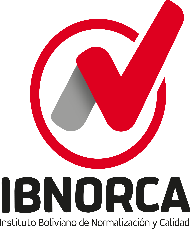 IBNORCA
Instituto Boliviano de Normalización y Calidad